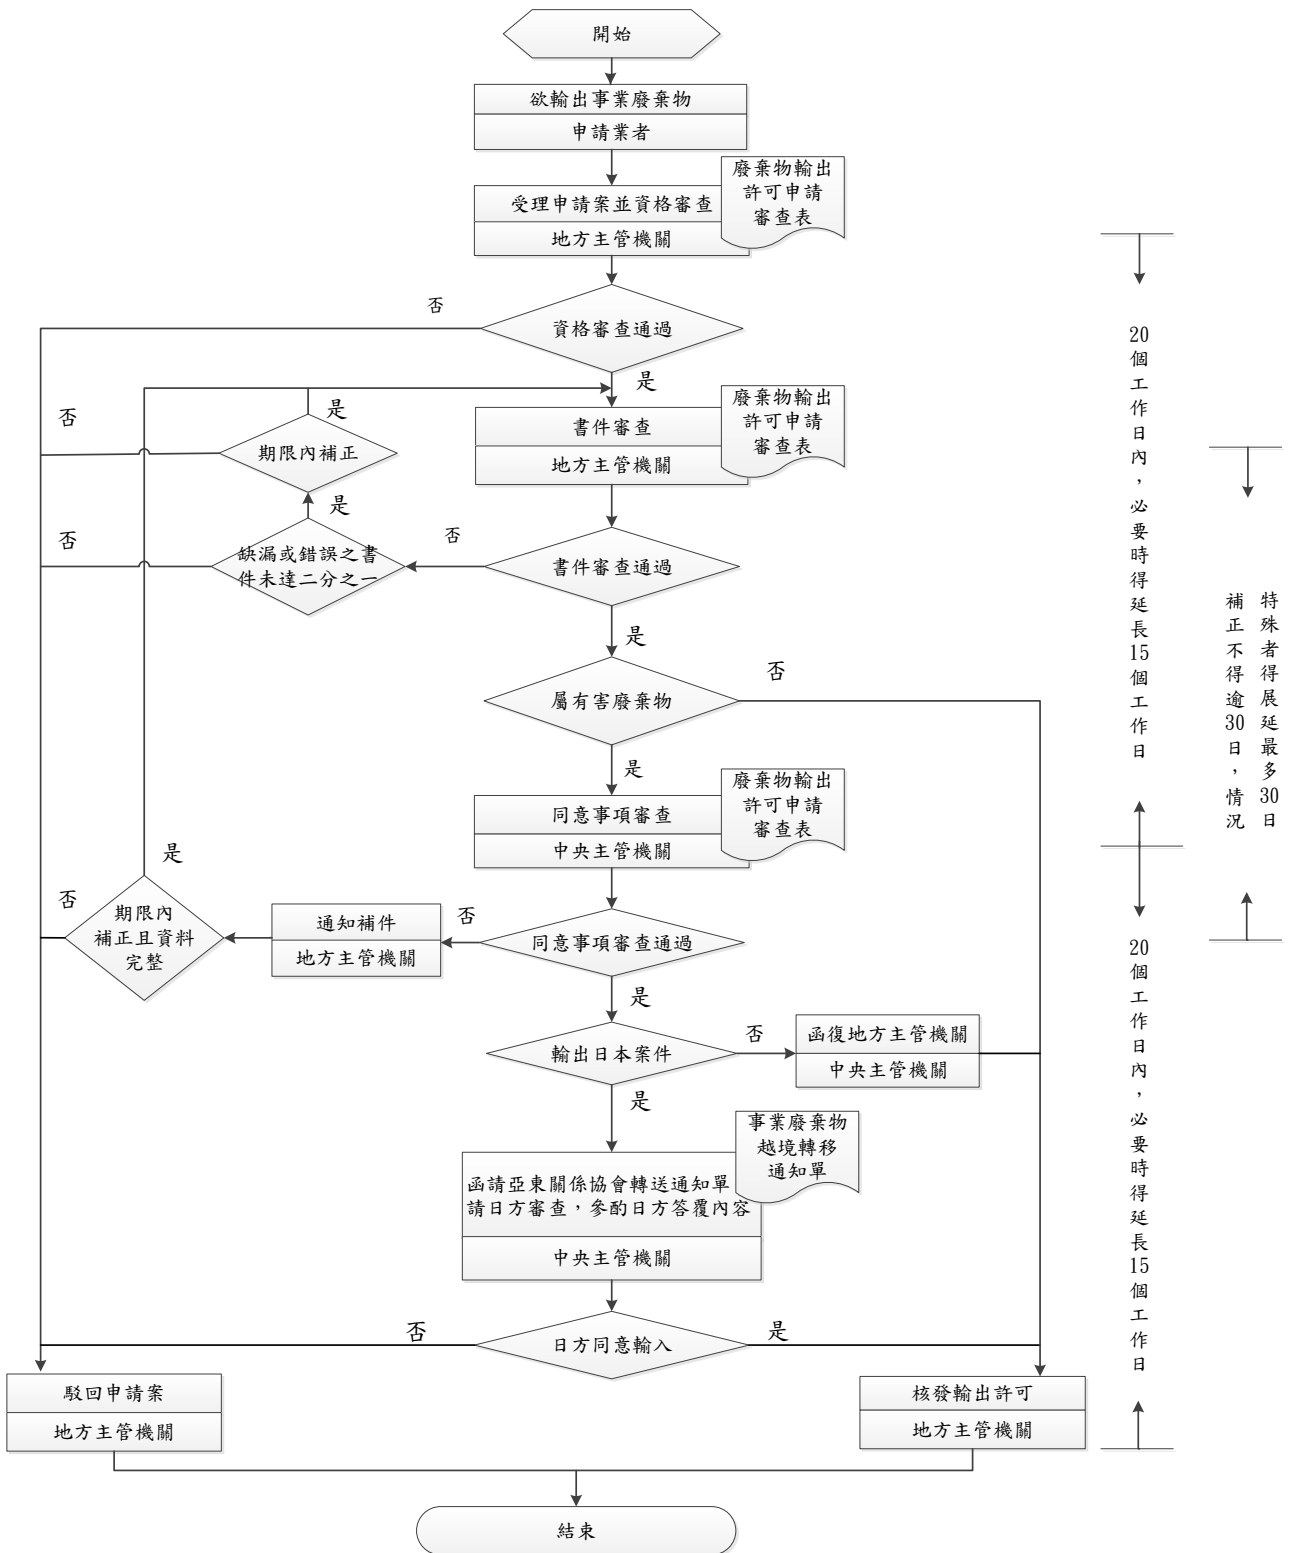 開始
欲輸出事業廢棄物
申請業者
廢棄物輸出
許可申請
審查表
受理申請案並資格審查
地方主管機關
否
資格審查通過
是
廢棄物輸出
許可申請
審查表
書件審查
地方主管機關
否
是
期限內補正
是
否
缺漏或錯誤之書
件未達二分之一
否
書件審查通過
是
屬有害廢棄物
否
是
廢棄物輸出
許可申請
審查表
同意事項審查
中央主管機關
是
否
期限內
補正且資料
完整
通知補件
地方主管機關
否
同意事項審查通過
是
輸出日本案件
否
函復地方主管機關
中央主管機關
是
事業廢棄物
越境轉移
通知單
函請亞東關係協會轉送通知單
請日方審查，參酌日方答覆內容
中央主管機關
否
日方同意輸入
是
駁回申請案
地方主管機關
核發輸出許可
地方主管機關
結束
20個工作日內，必要時得延長15個工作日
20個工作日內，必要時得延長15個工作日
補正不得逾30日，情況
特殊者得展延最多30日